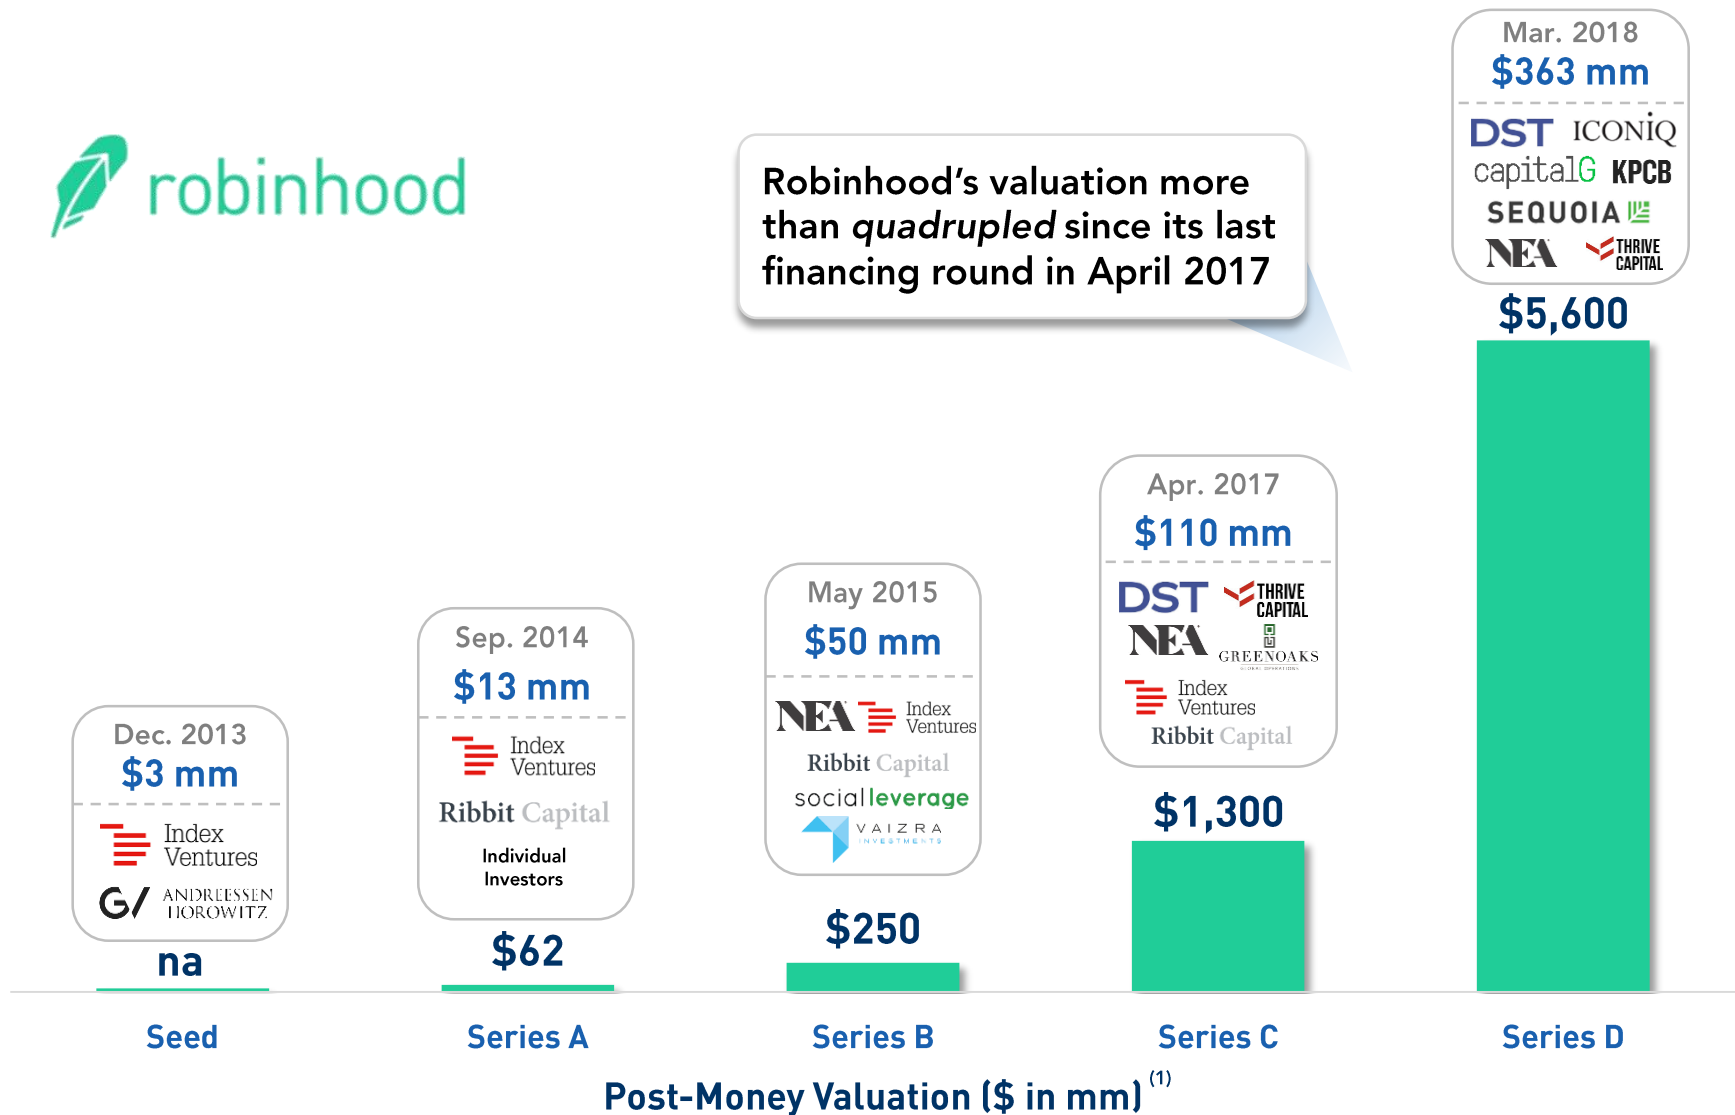 robinhood
Robinhood's valuation more
than quadrupled since its last
financing round in April 2017
Mar. 2018
$363 mm
DST ICONIQ
capitalG KPCB
SEQUOIA
NEA THRIVE
CAPITAL
$5,600
Apr. 2017
$110 mm
DST THRIVE
CAPITAL
NEA GREENOAKS
Index
Ventures
Ribbit Capital
$1,300
May 2015
$50 mm
NEA Index
Ventures
Ribbit Capital
socialleverage
VAIZRA
INVESTMENTS
$250
Sep. 2014
$13 mm
Index
Ventures
Ribbit Capital
Individual
Investors
$62
Dec. 2013
$3 mm
Index
Ventures
GV ANDREESSEN
HOROWITZ
na
Seed Series A Series B Series C Series D
Post-Money Valuation ($ in mm) (1)